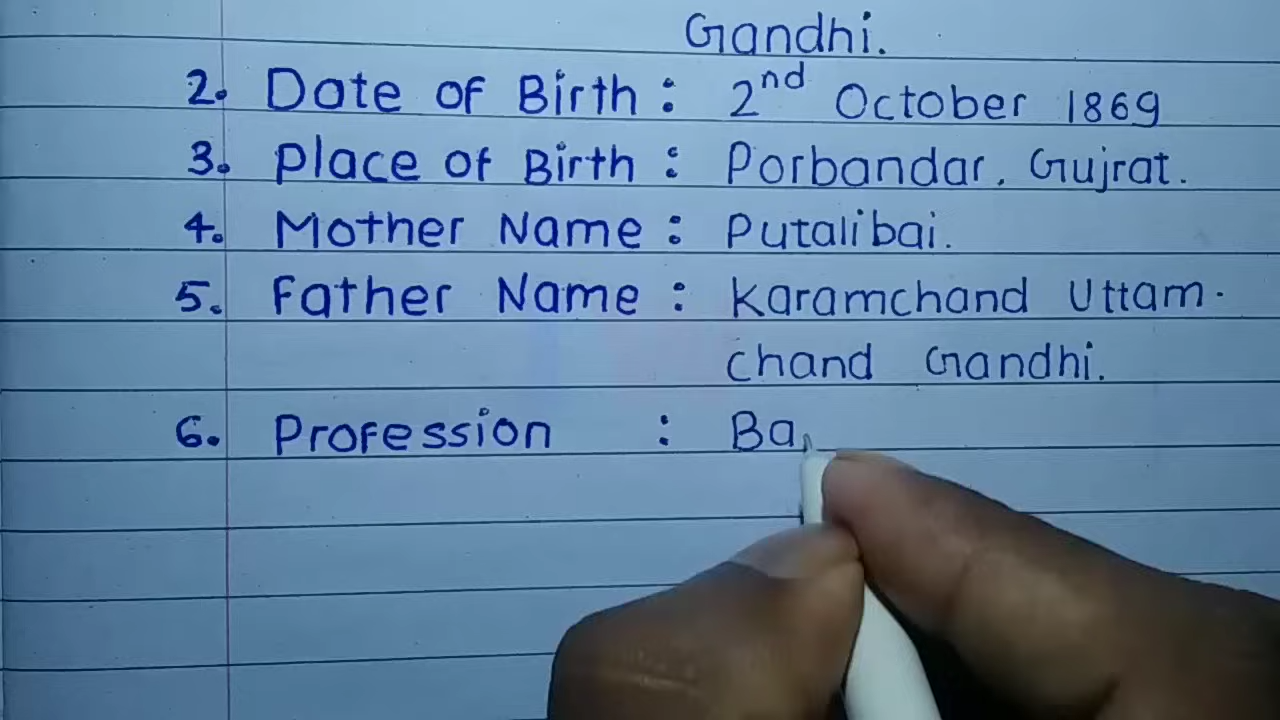 Gandhi.
2. Date of Birth : 2nd October 1869
3. Place of Birth : Porbandar, Gujrat.
4. Mother Name : Putalibai.
5. Father Name : Karamchand Uttam-
chand Gandhi.
6. Profession : Ba